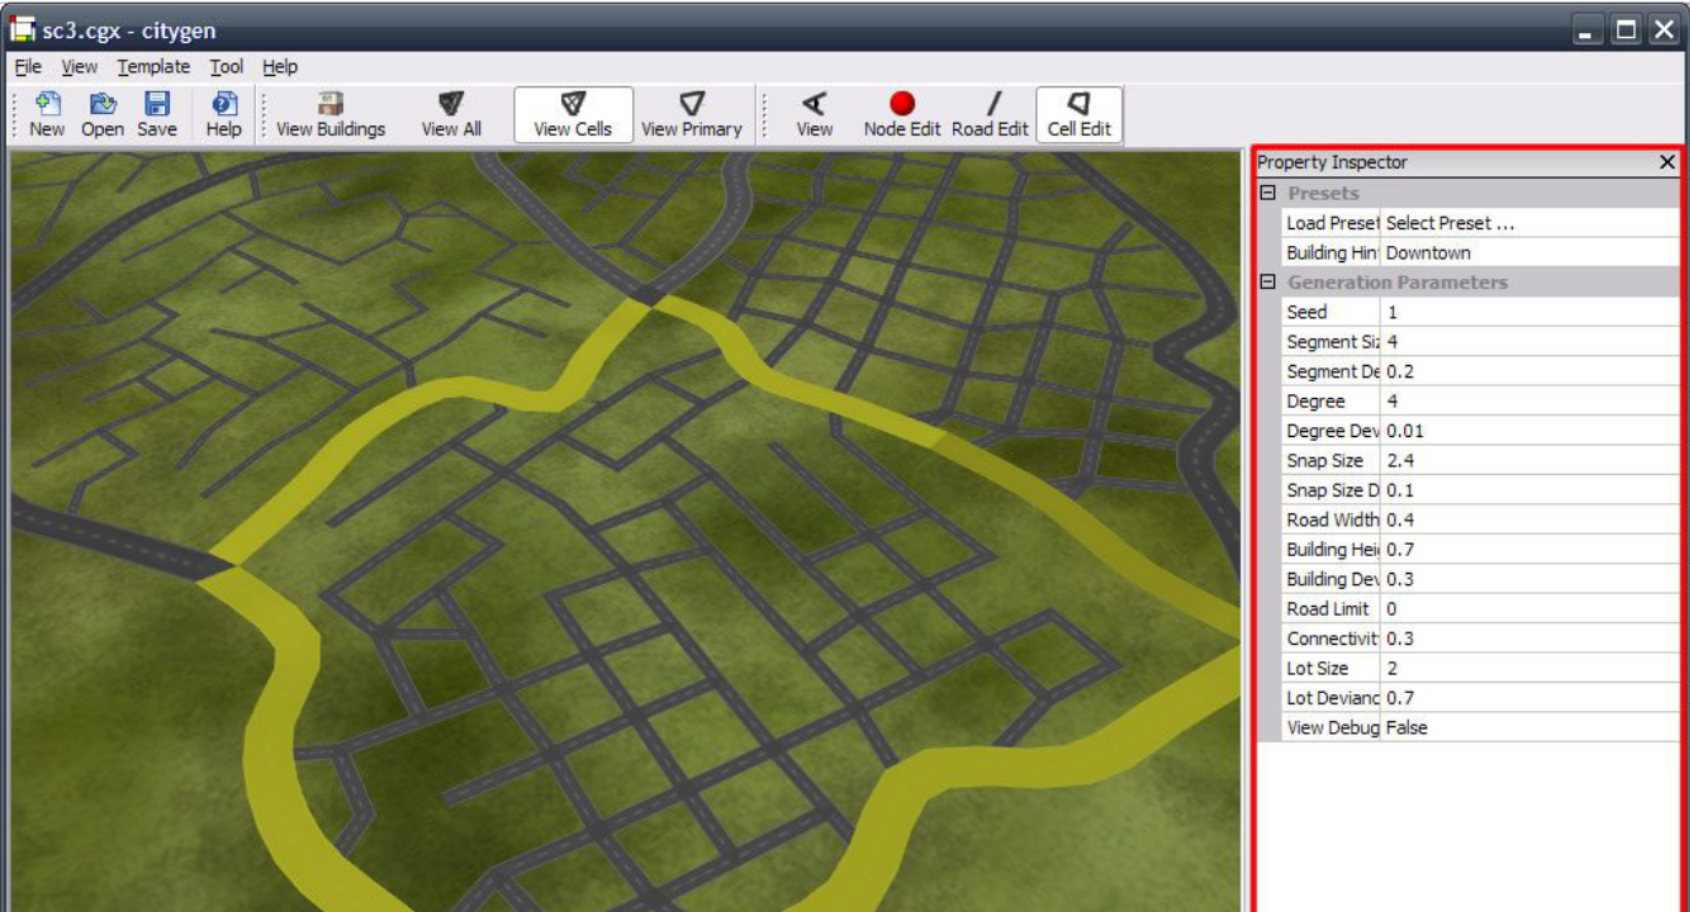 sc3.cgx - citygen
File View Template Tool Help
New Open Save Help View Buildings View All View Cells View Primary View Node Edit Road Edit Cell Edit
Property Inspector
Presets
Load Preset Select Preset ...
Building Hint Downtown
Generation Parameters
Seed 1
Segment Siz 4
Segment De 0.2
Degree 4
Degree Dev 0.01
Snap Size 2.4
Snap Size D 0.1
Road Width 0.4
Building Hei 0.7
Building Dev 0.3
Road Limit 0
Connectivit 0.3
Lot Size 2
Lot Devianc 0.7
View Debug False